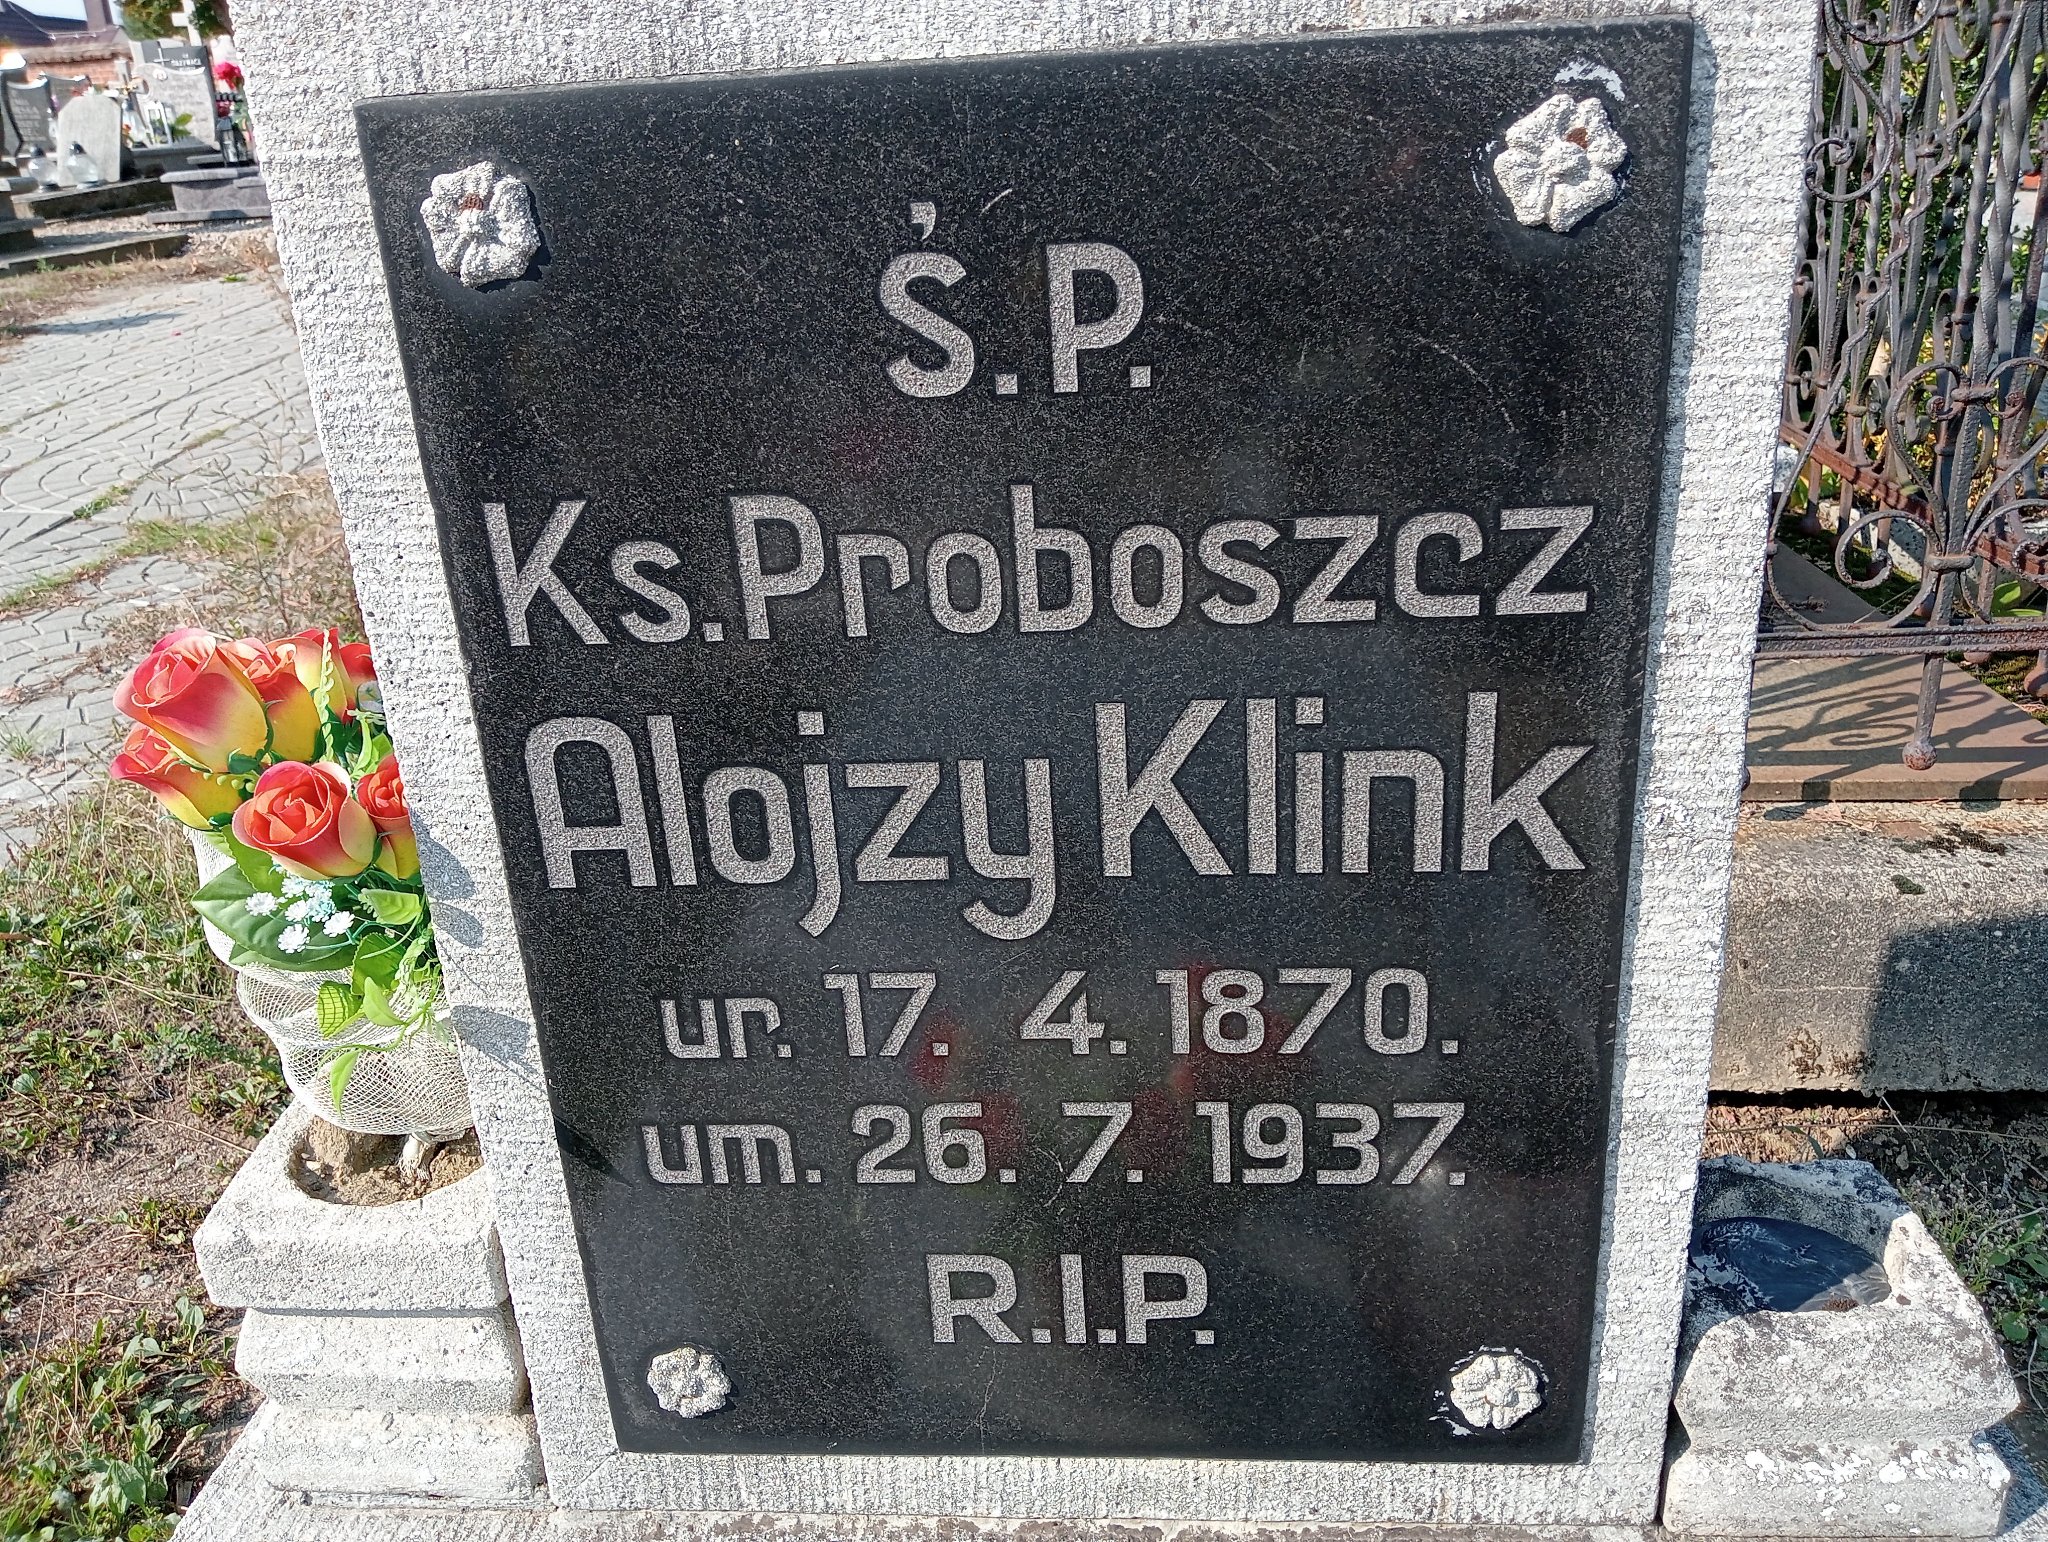 Ś.P.
Ks. Proboszcz
Alojzy Klink
ur. 17. 4. 1870.
um. 26. 7. 1937.
R.I.P.